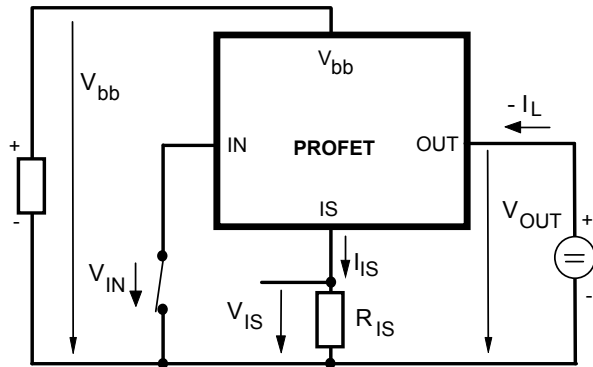 V_bb
V_bb
- I_L
IN
PROFET
OUT
IS
V_OUT
+
-
+
-
V_IN
I_IS
V_IS
R_IS